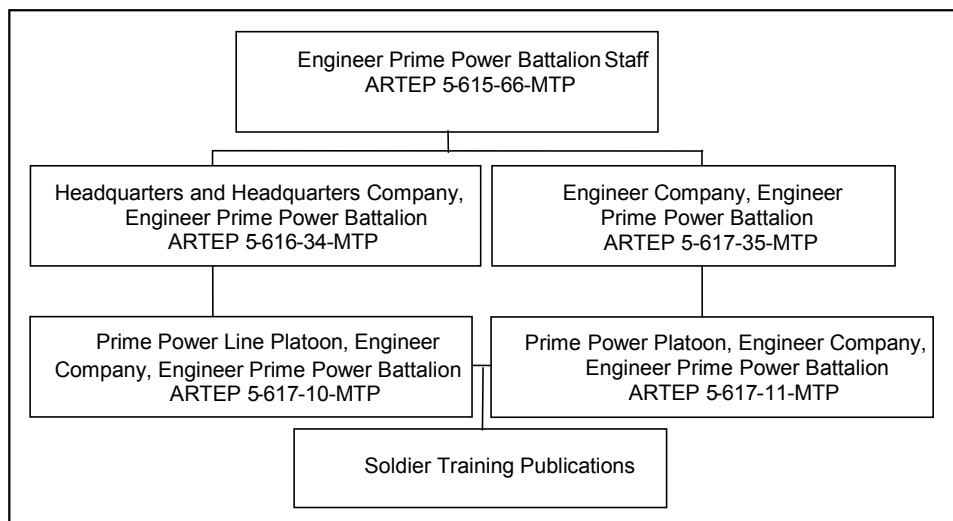 Engineer Prime Power Battalion Staff
ARTEP 5-615-66-MTP
Headquarters and Headquarters Company,
Engineer Prime Power Battalion
ARTEP 5-616-34-MTP
Engineer Company, Engineer
Prime Power Battalion
ARTEP 5-617-35-MTP
Prime Power Line Platoon, Engineer
Company, Engineer Prime Power Battalion
ARTEP 5-617-10-MTP
Prime Power Platoon, Engineer Company,
Engineer Prime Power Battalion
ARTEP 5-617-11-MTP
Soldier Training Publications